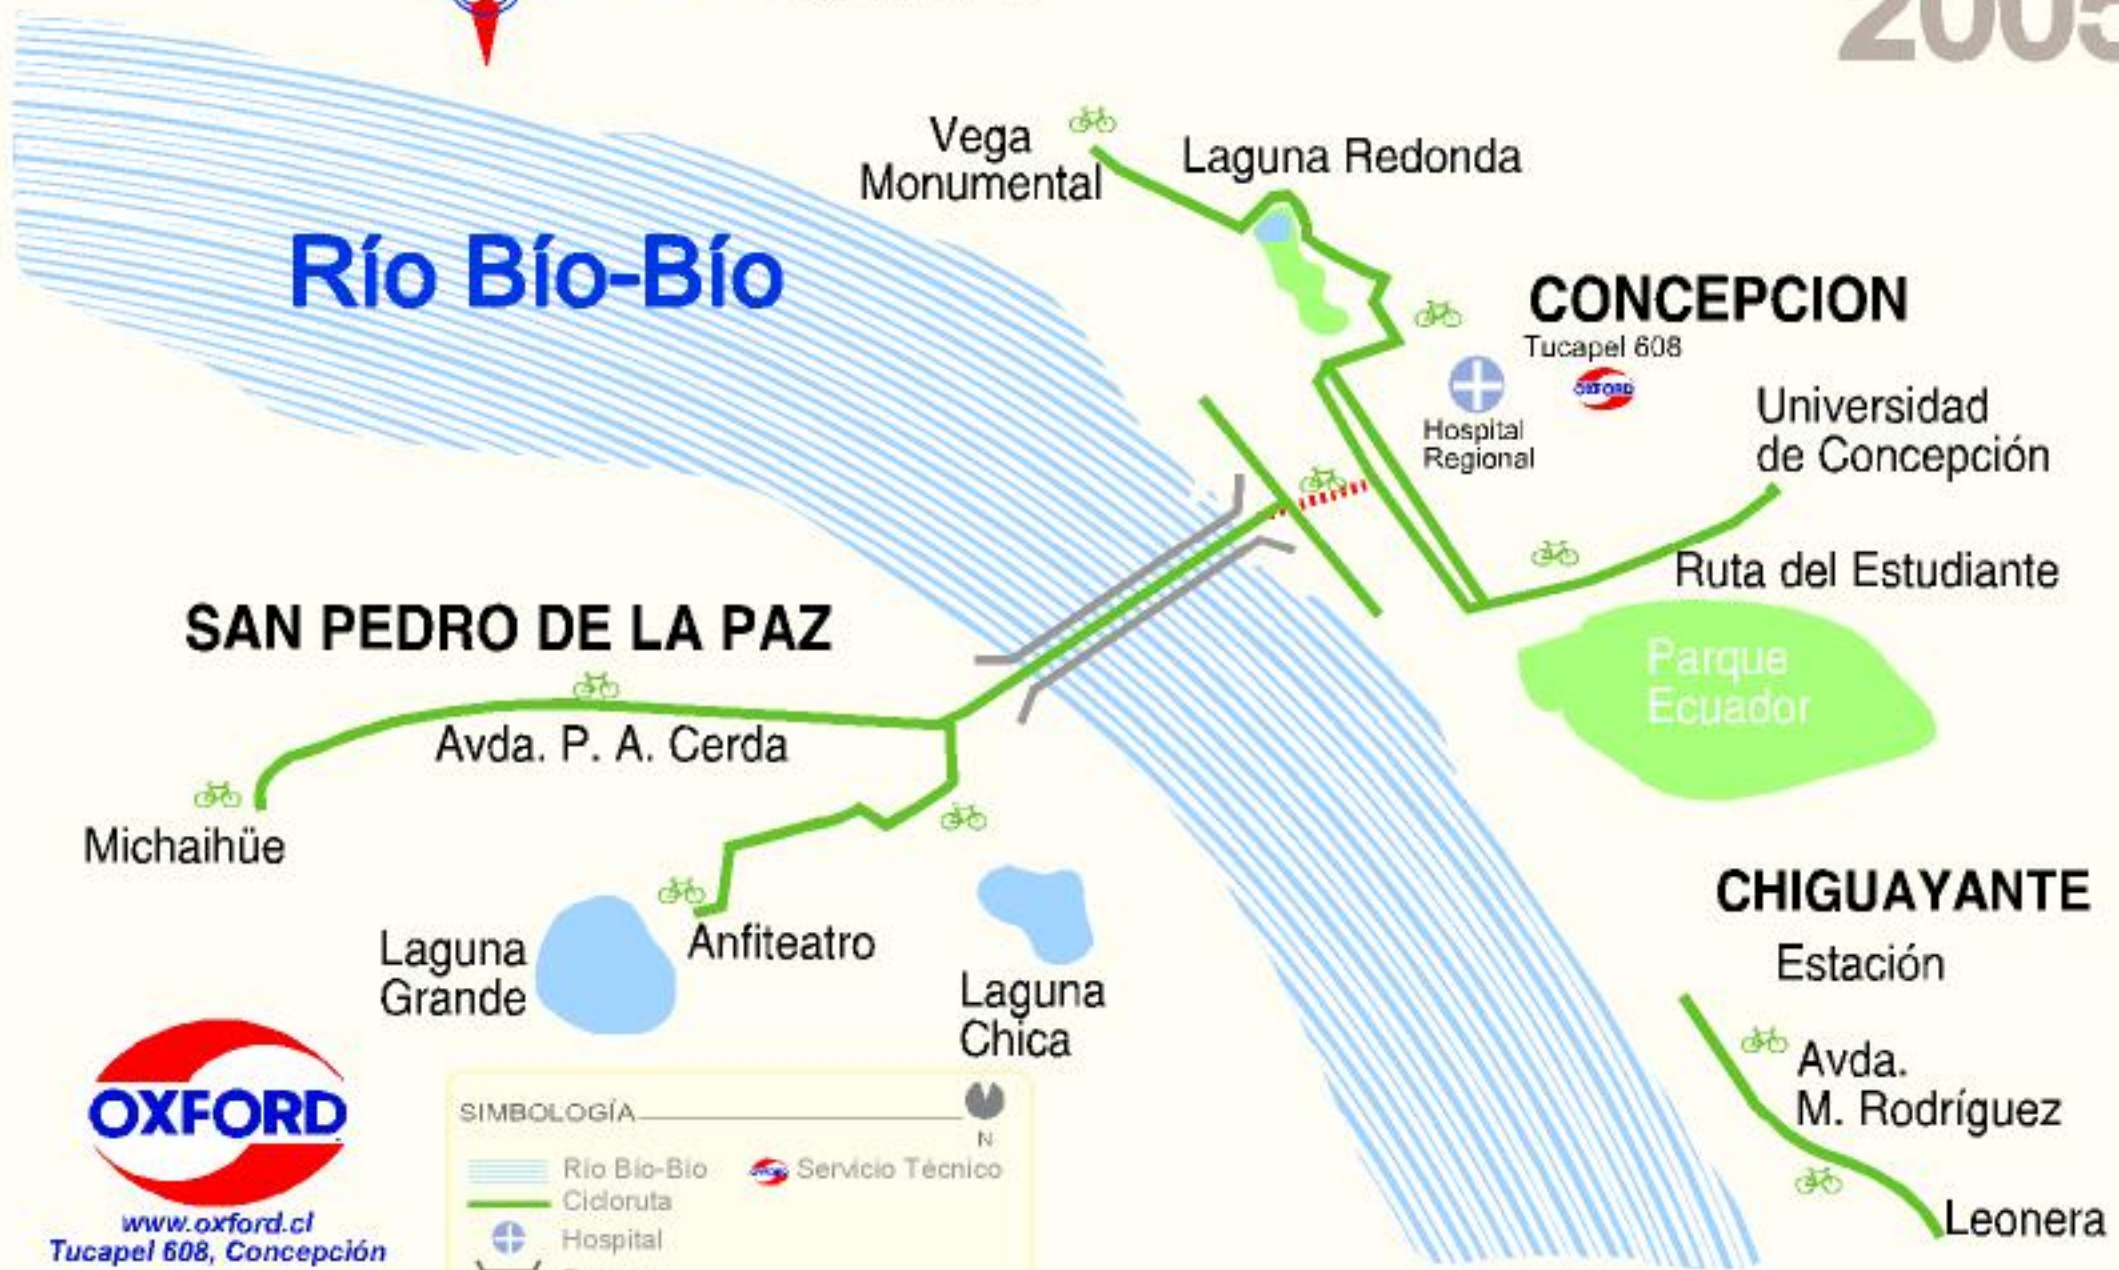 2005
Vega
Monumental
Laguna Redonda
Río Bío-Bío
CONCEPCION
Tucapel 608
OXFORD
Hospital
Regional
Universidad
de Concepción
Ruta del Estudiante
Parque
Ecuador
SAN PEDRO DE LA PAZ
Avda. P. A. Cerda
Michaihüe
Laguna
Grande
Anfiteatro
Laguna
Chica
CHIGUAYANTE
Estación
Avda.
M. Rodríguez
Leonera
OXFORD
www.oxford.cl
Tucapel 608, Concepción
SIMBOLOGÍA
N
Río Bío-Bío
Servicio Técnico
Cicloruta
Hospital